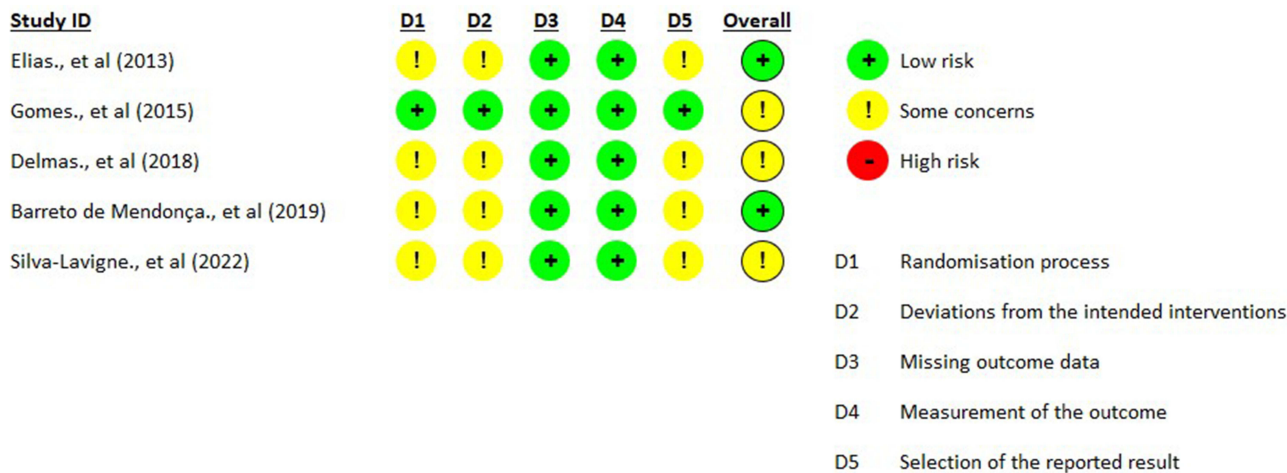 Study ID D1 D2 D3 D4 D5 Overall
Elias., et al (2013) ! ! + + ! +
Gomes., et al (2015) + + + + + !
Delmas., et al (2018) ! ! + + ! !
Barreto de Mendonça., et al (2019) ! ! + + ! +
Silva-Lavigne., et al (2022) ! ! + + ! !
+ Low risk
! Some concerns
- High risk
D1 Randomisation process
D2 Deviations from the intended interventions
D3 Missing outcome data
D4 Measurement of the outcome
D5 Selection of the reported result